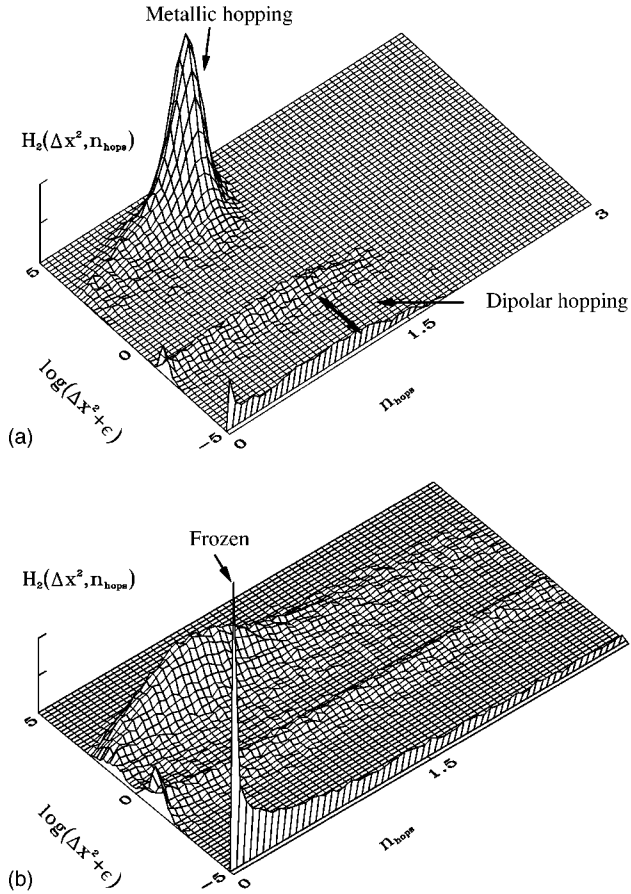 Metallic hopping
H₂(Δx²,n_hops)
5
3
Dipolar hopping
1.5
0
log(Δx²+ϵ)
n_hops
-5
0
(a)
Frozen
H₂(Δx²,n_hops)
5
1.5
0
log(Δx²+ϵ)
n_hops
-5
0
(b)